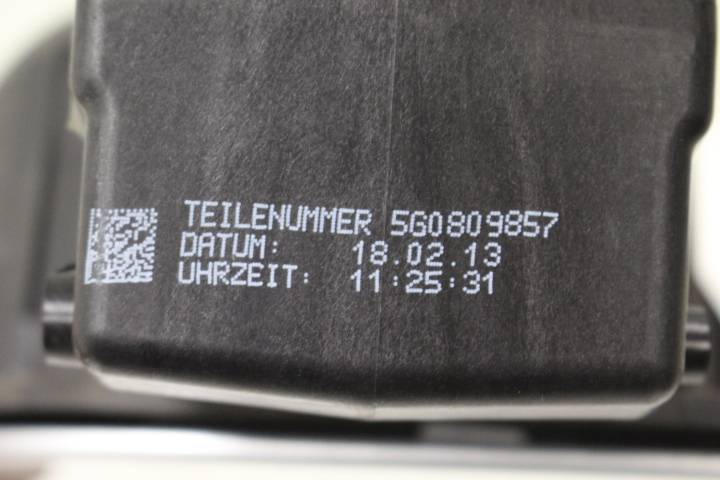 TEILENUMMER 5G0809857
DATUM: 18.02.13
UHRZEIT: 11:25:31